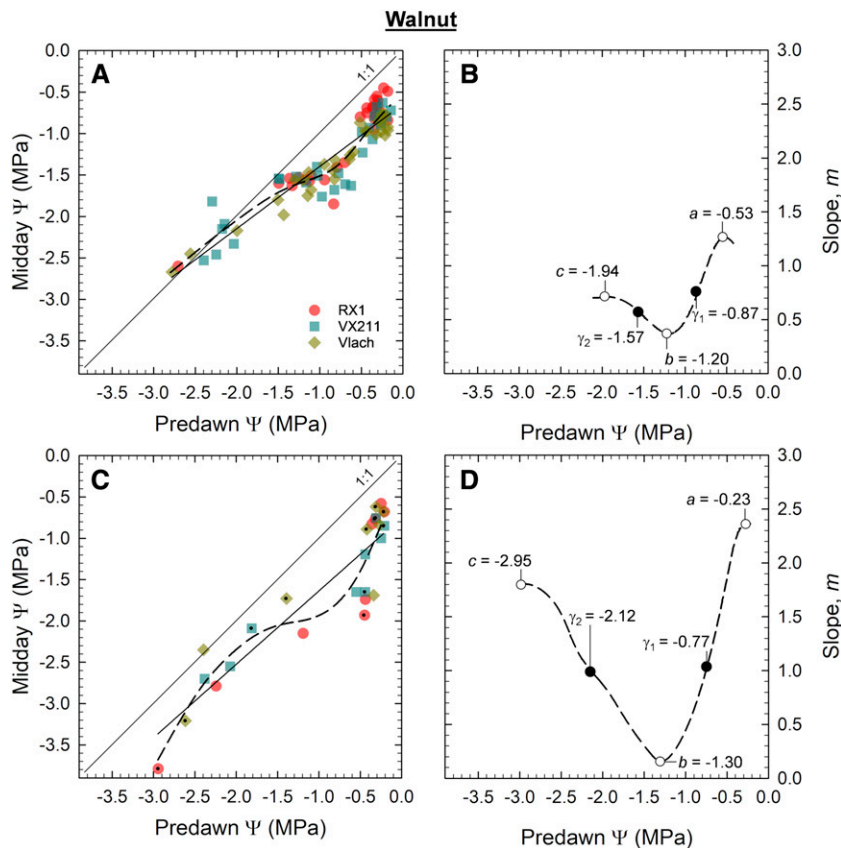 Walnut
A
1:1
0.0
-0.5
-1.0
-1.5
-2.0
-2.5
-3.0
-3.5
Midday Ψ (MPa)
RX1
VX211
Vlach
-3.5 -3.0 -2.5 -2.0 -1.5 -1.0 -0.5 0.0
Predawn Ψ (MPa)
B
3.0
2.5
2.0
1.5
1.0
0.5
0.0
Slope, m
a = -0.53
c = -1.94
γ1 = -0.87
γ2 = -1.57
b = -1.20
-3.5 -3.0 -2.5 -2.0 -1.5 -1.0 -0.5 0.0
Predawn Ψ (MPa)
C
1:1
0.0
-0.5
-1.0
-1.5
-2.0
-2.5
-3.0
-3.5
Midday Ψ (MPa)
-3.5 -3.0 -2.5 -2.0 -1.5 -1.0 -0.5 0.0
Predawn Ψ (MPa)
D
3.0
2.5
2.0
1.5
1.0
0.5
0.0
Slope, m
a = -0.23
c = -2.95
γ2 = -2.12
γ1 = -0.77
b = -1.30
-3.5 -3.0 -2.5 -2.0 -1.5 -1.0 -0.5 0.0
Predawn Ψ (MPa)